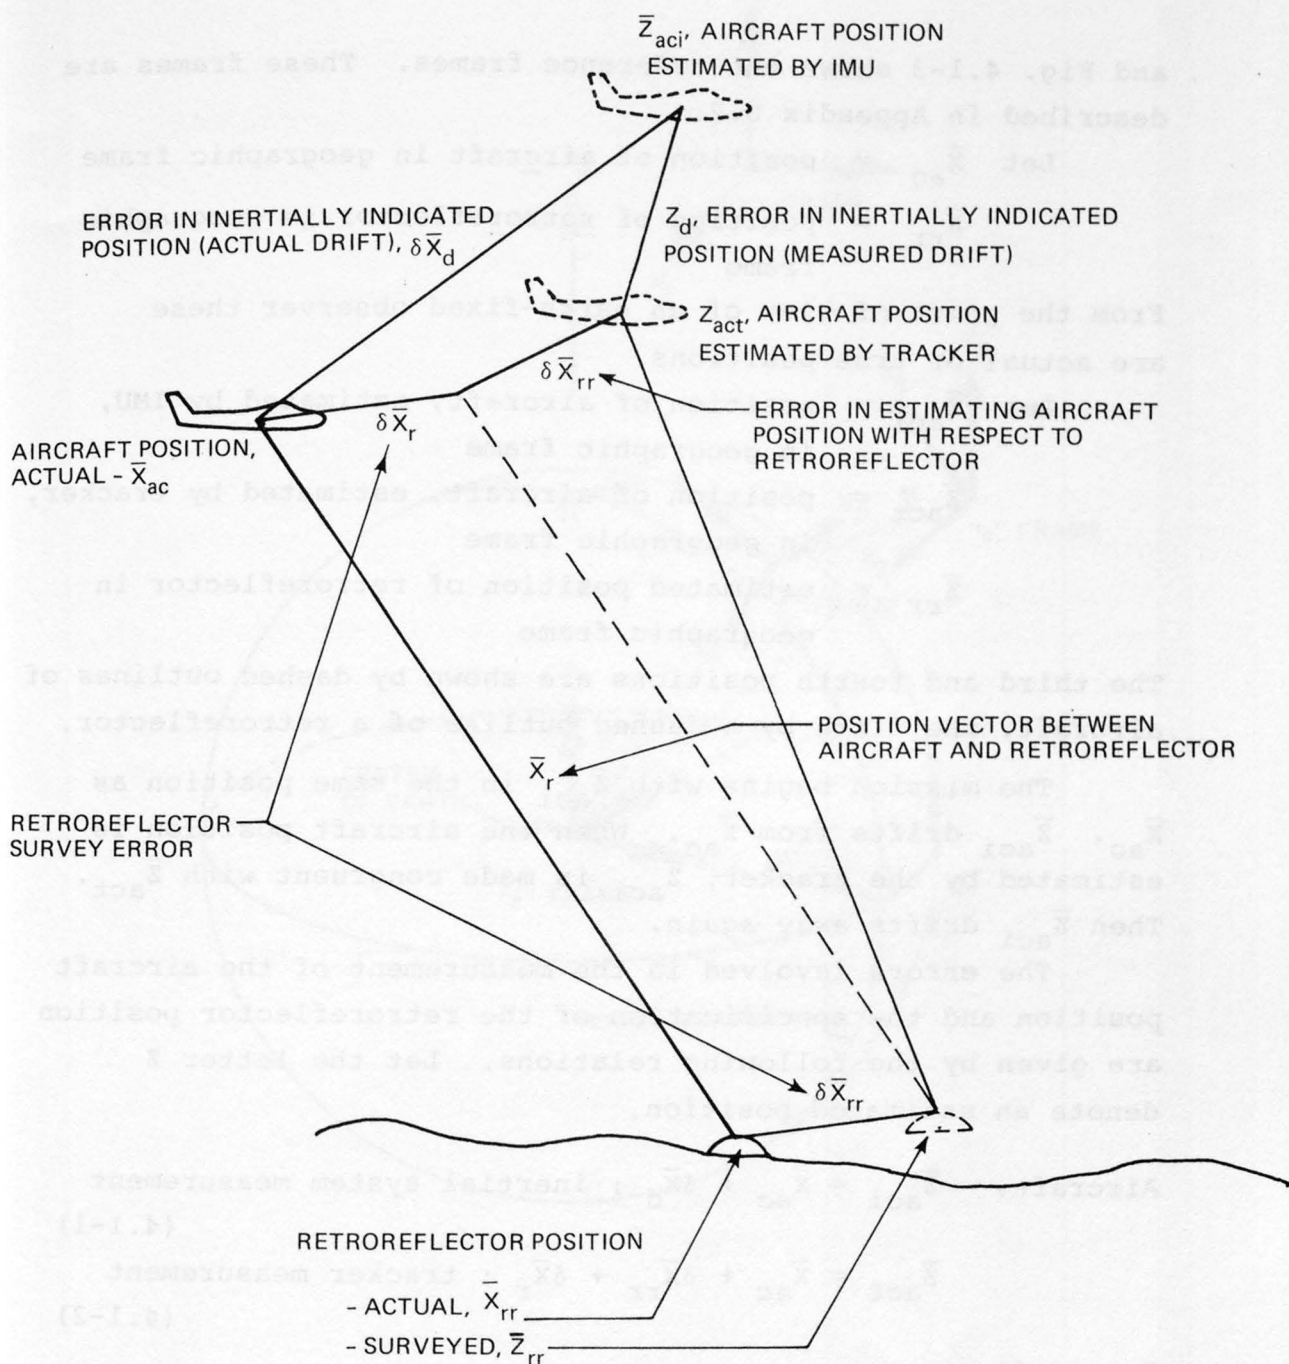 Z̄aci, AIRCRAFT POSITION
ESTIMATED BY IMU
ERROR IN INERTIALLY INDICATED
POSITION (ACTUAL DRIFT), δX̄d
Z̄d, ERROR IN INERTIALLY INDICATED
POSITION (MEASURED DRIFT)
Z̄act, AIRCRAFT POSITION
ESTIMATED BY TRACKER
δX̄rr
δX̄r
ERROR IN ESTIMATING AIRCRAFT
POSITION WITH RESPECT TO
RETROREFLECTOR
AIRCRAFT POSITION,
ACTUAL – X̄ac
POSITION VECTOR BETWEEN
AIRCRAFT AND RETROREFLECTOR
X̄r
RETROREFLECTOR
SURVEY ERROR
δX̄rr
RETROREFLECTOR POSITION
– ACTUAL, X̄rr
– SURVEYED, Z̄rr